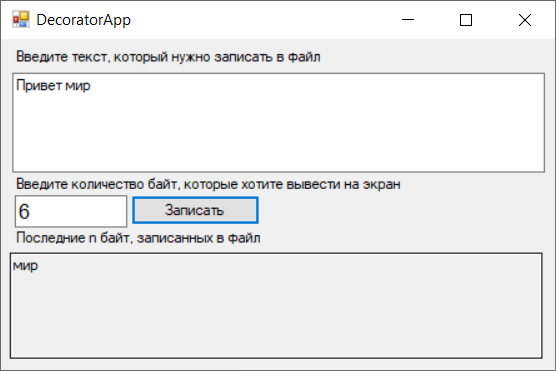 DecoratorApp
Введите текст, который нужно записать в файл
Привет мир
Введите количество байт, которые хотите вывести на экран
6
Записать
Последние n байт, записанных в файл
мир